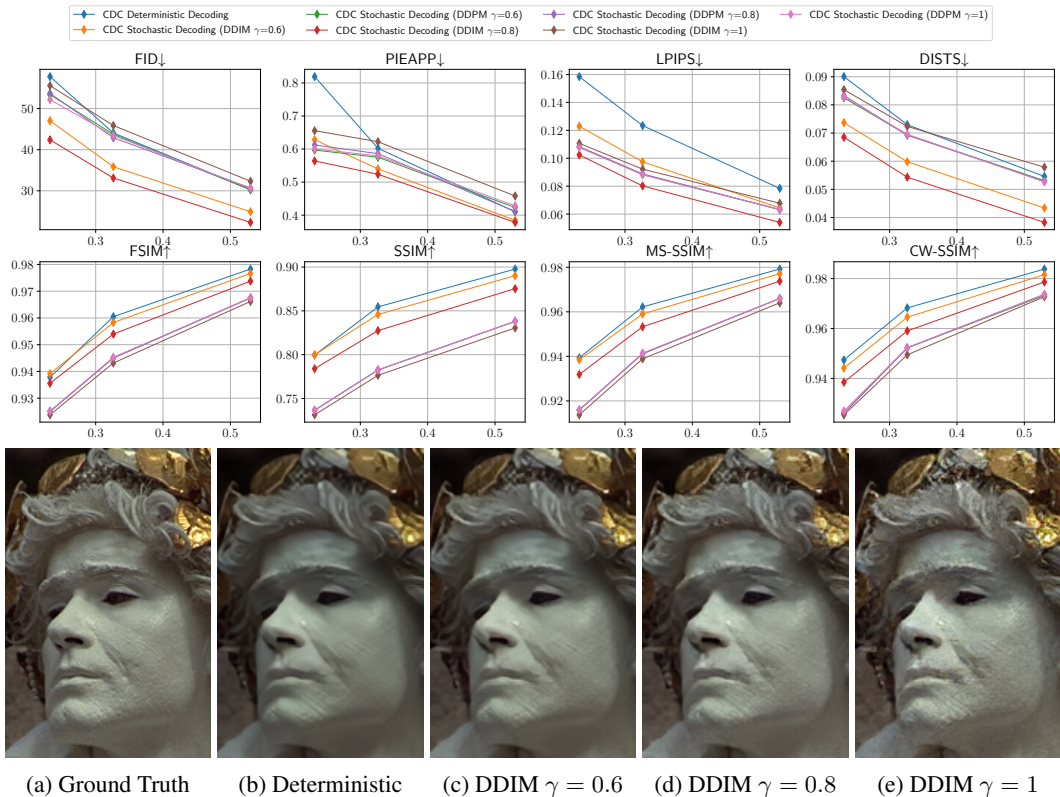 CDC Deterministic Decoding
CDC Stochastic Decoding (DDPM γ=0.6)
CDC Stochastic Decoding (DDPM γ=0.8)
CDC Stochastic Decoding (DDPM γ=1)
CDC Stochastic Decoding (DDIM γ=0.6)
CDC Stochastic Decoding (DDIM γ=0.8)
CDC Stochastic Decoding (DDIM γ=1)
FID↓
50
40
30
0.3 0.4 0.5
PIEAPP↓
0.8
0.7
0.6
0.5
0.4
0.3 0.4 0.5
LPIPS↓
0.16
0.14
0.12
0.10
0.08
0.06
0.3 0.4 0.5
DISTS↓
0.09
0.08
0.07
0.06
0.05
0.04
0.3 0.4 0.5
FSIM↑
0.98
0.97
0.96
0.95
0.94
0.93
0.3 0.4 0.5
SSIM↑
0.90
0.85
0.80
0.75
0.3 0.4 0.5
MS-SSIM↑
0.98
0.96
0.94
0.92
0.3 0.4 0.5
CW-SSIM↑
0.98
0.96
0.94
0.3 0.4 0.5
(a) Ground Truth
(b) Deterministic
(c) DDIM γ = 0.6
(d) DDIM γ = 0.8
(e) DDIM γ = 1